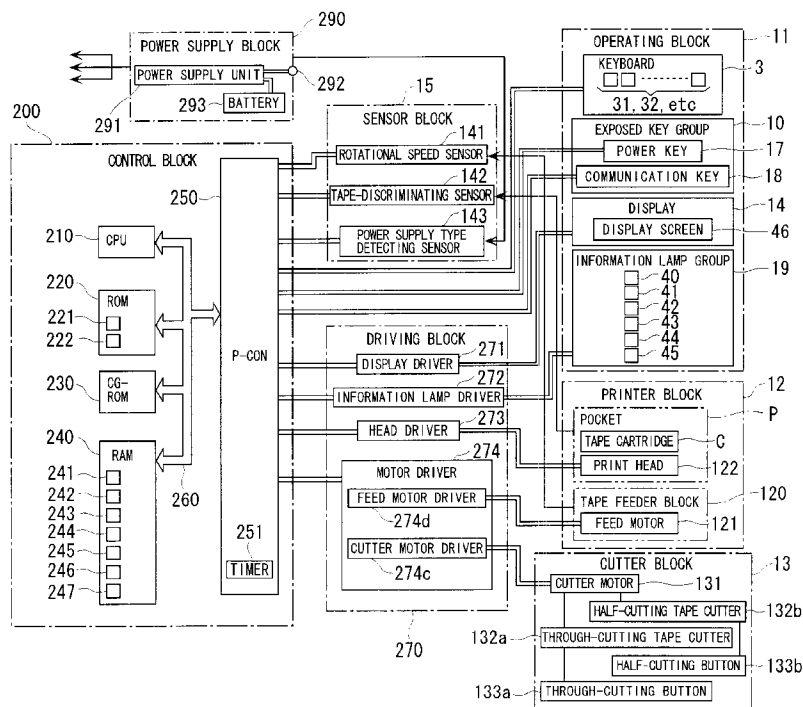 290
POWER SUPPLY BLOCK
POWER SUPPLY UNIT
291
292
293
BATTERY
OPERATING BLOCK
11
KEYBOARD
3
31, 32, etc
EXPOSED KEY GROUP
10
POWER KEY
17
COMMUNICATION KEY
18
DISPLAY
14
DISPLAY SCREEN
46
INFORMATION LAMP GROUP
19
40
41
42
43
44
45
15
SENSOR BLOCK
141
ROTATIONAL SPEED SENSOR
142
TAPE-DISCRIMINATING SENSOR
143
POWER SUPPLY TYPE
DETECTING SENSOR
200
CONTROL BLOCK
250
210
CPU
220
ROM
221
222
P-CON
230
CG-
ROM
240
RAM
241
242
243
244
245
246
247
260
251
TIMER
DRIVING BLOCK
271
DISPLAY DRIVER
272
INFORMATION LAMP DRIVER
273
HEAD DRIVER
274
MOTOR DRIVER
FEED MOTOR DRIVER
274d
CUTTER MOTOR DRIVER
274c
270
PRINTER BLOCK
12
POCKET
P
TAPE CARTRIDGE
C
PRINT HEAD
122
TAPE FEEDER BLOCK
120
FEED MOTOR
121
CUTTER BLOCK
13
CUTTER MOTOR
131
HALF-CUTTING TAPE CUTTER
132b
132a
THROUGH-CUTTING TAPE CUTTER
HALF-CUTTING BUTTON
133b
133a
THROUGH-CUTTING BUTTON